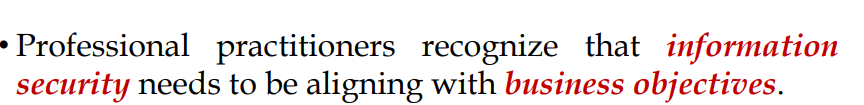 • Professional practitioners recognize that information
security needs to be aligning with business objectives.